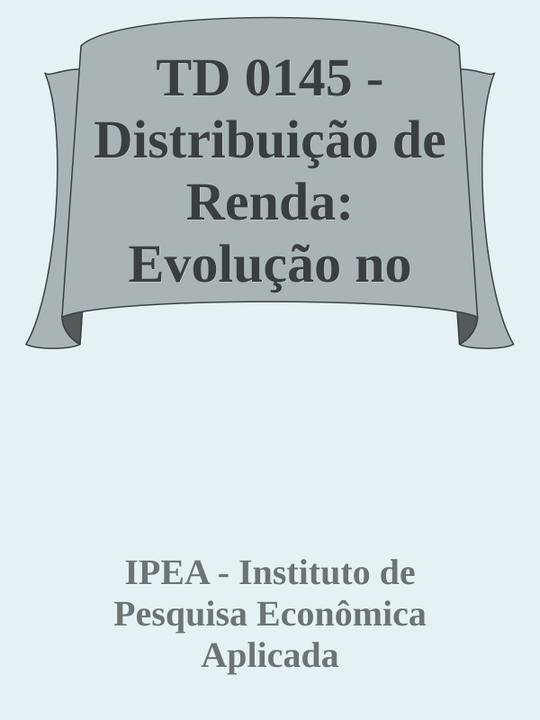 TD 0145 -
Distribuição de
Renda:
Evolução no
IPEA - Instituto de
Pesquisa Econômica
Aplicada